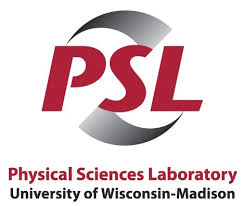 PSL
Physical Sciences Laboratory
University of Wisconsin-Madison